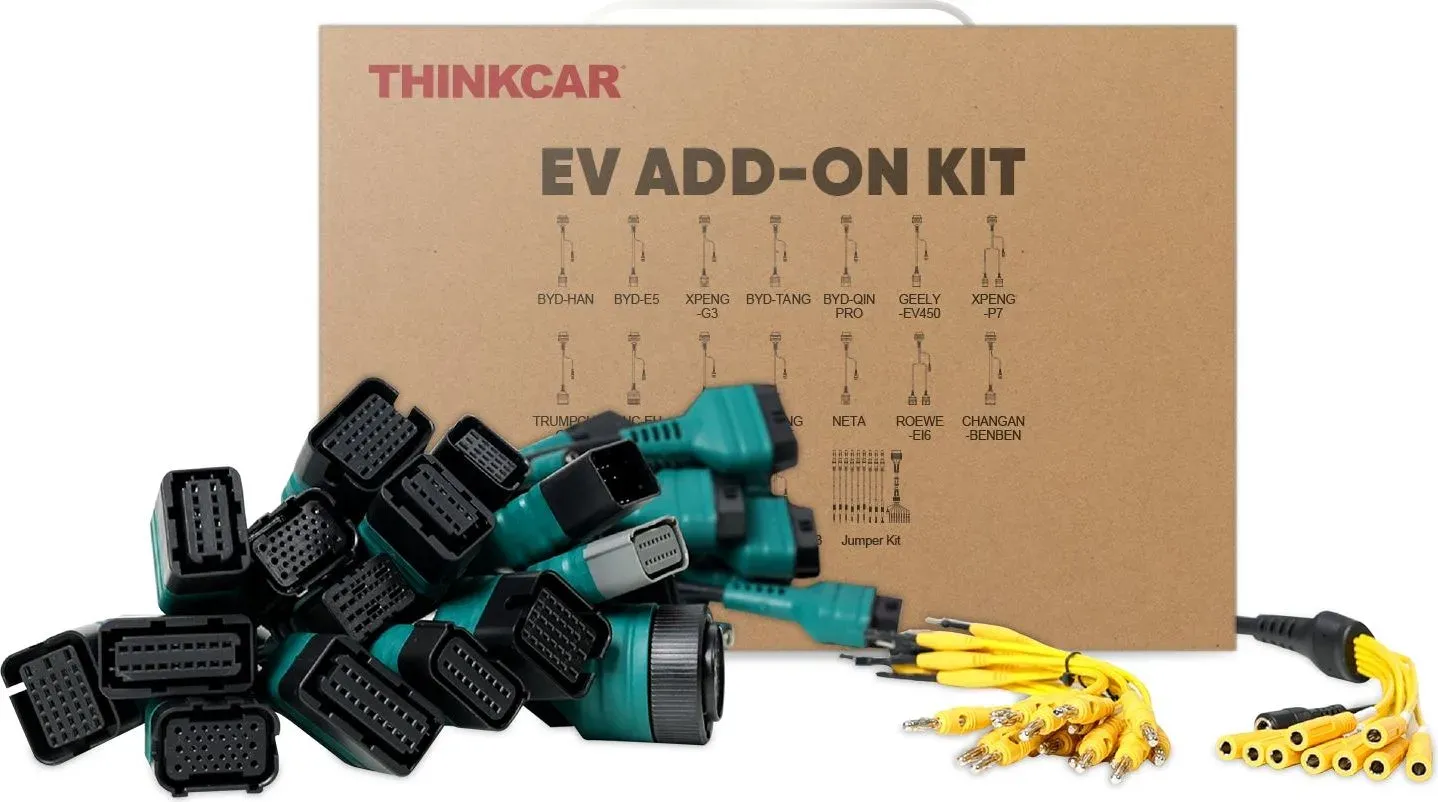 THINKCAR
EV ADD-ON KIT
BYD-HAN BYD-E5 XPENG BYD-TANG BYD-QIN GEELY XPENG
-G3 PRO -EV450 -P7
NETA ROEWE CHANGAN
-EI6 -BENBEN
Jumper Kit